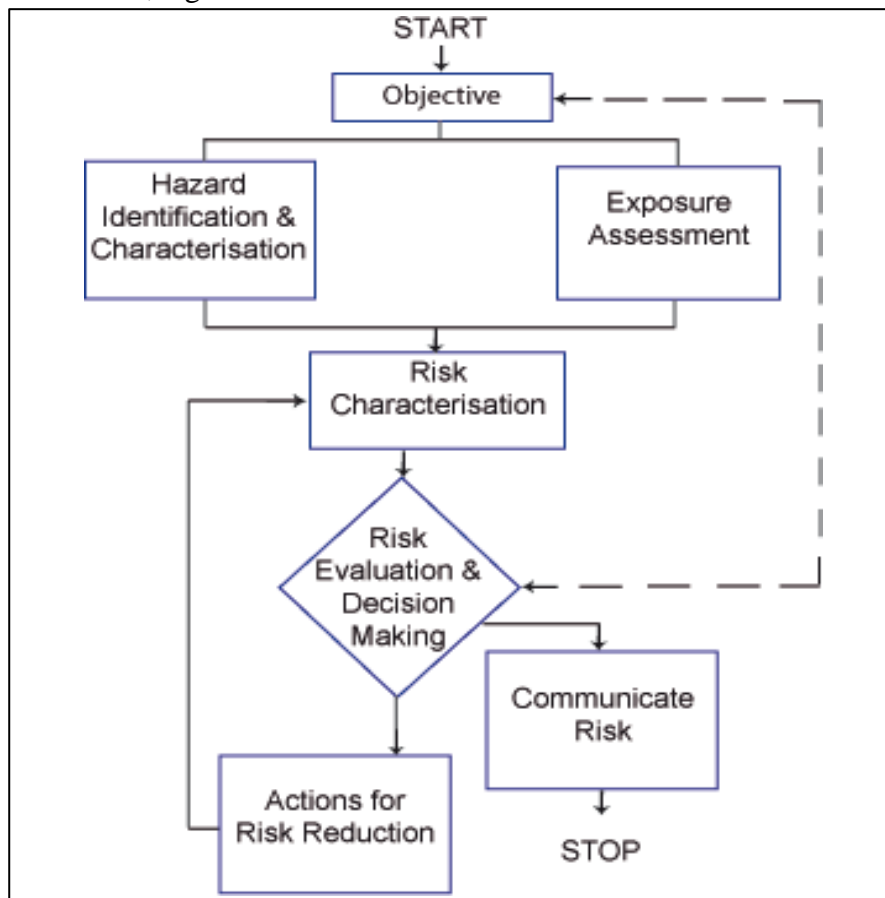 START
Objective
Hazard
Identification &
Characterisation
Exposure
Assessment
Risk
Characterisation
Risk
Evaluation &
Decision
Making
Communicate
Risk
Actions for
Risk Reduction
STOP